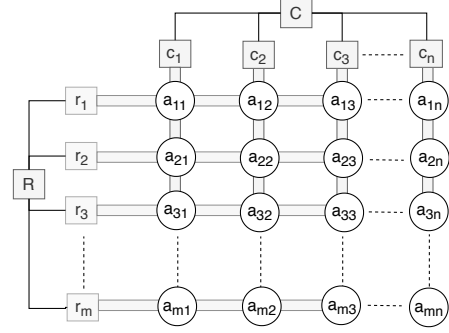 C
c1 c2 c3 cn
r1 a11 a12 a13 a1n
r2 a21 a22 a23 a2n
R
r3 a31 a32 a33 a3n
rm am1 am2 am3 amn